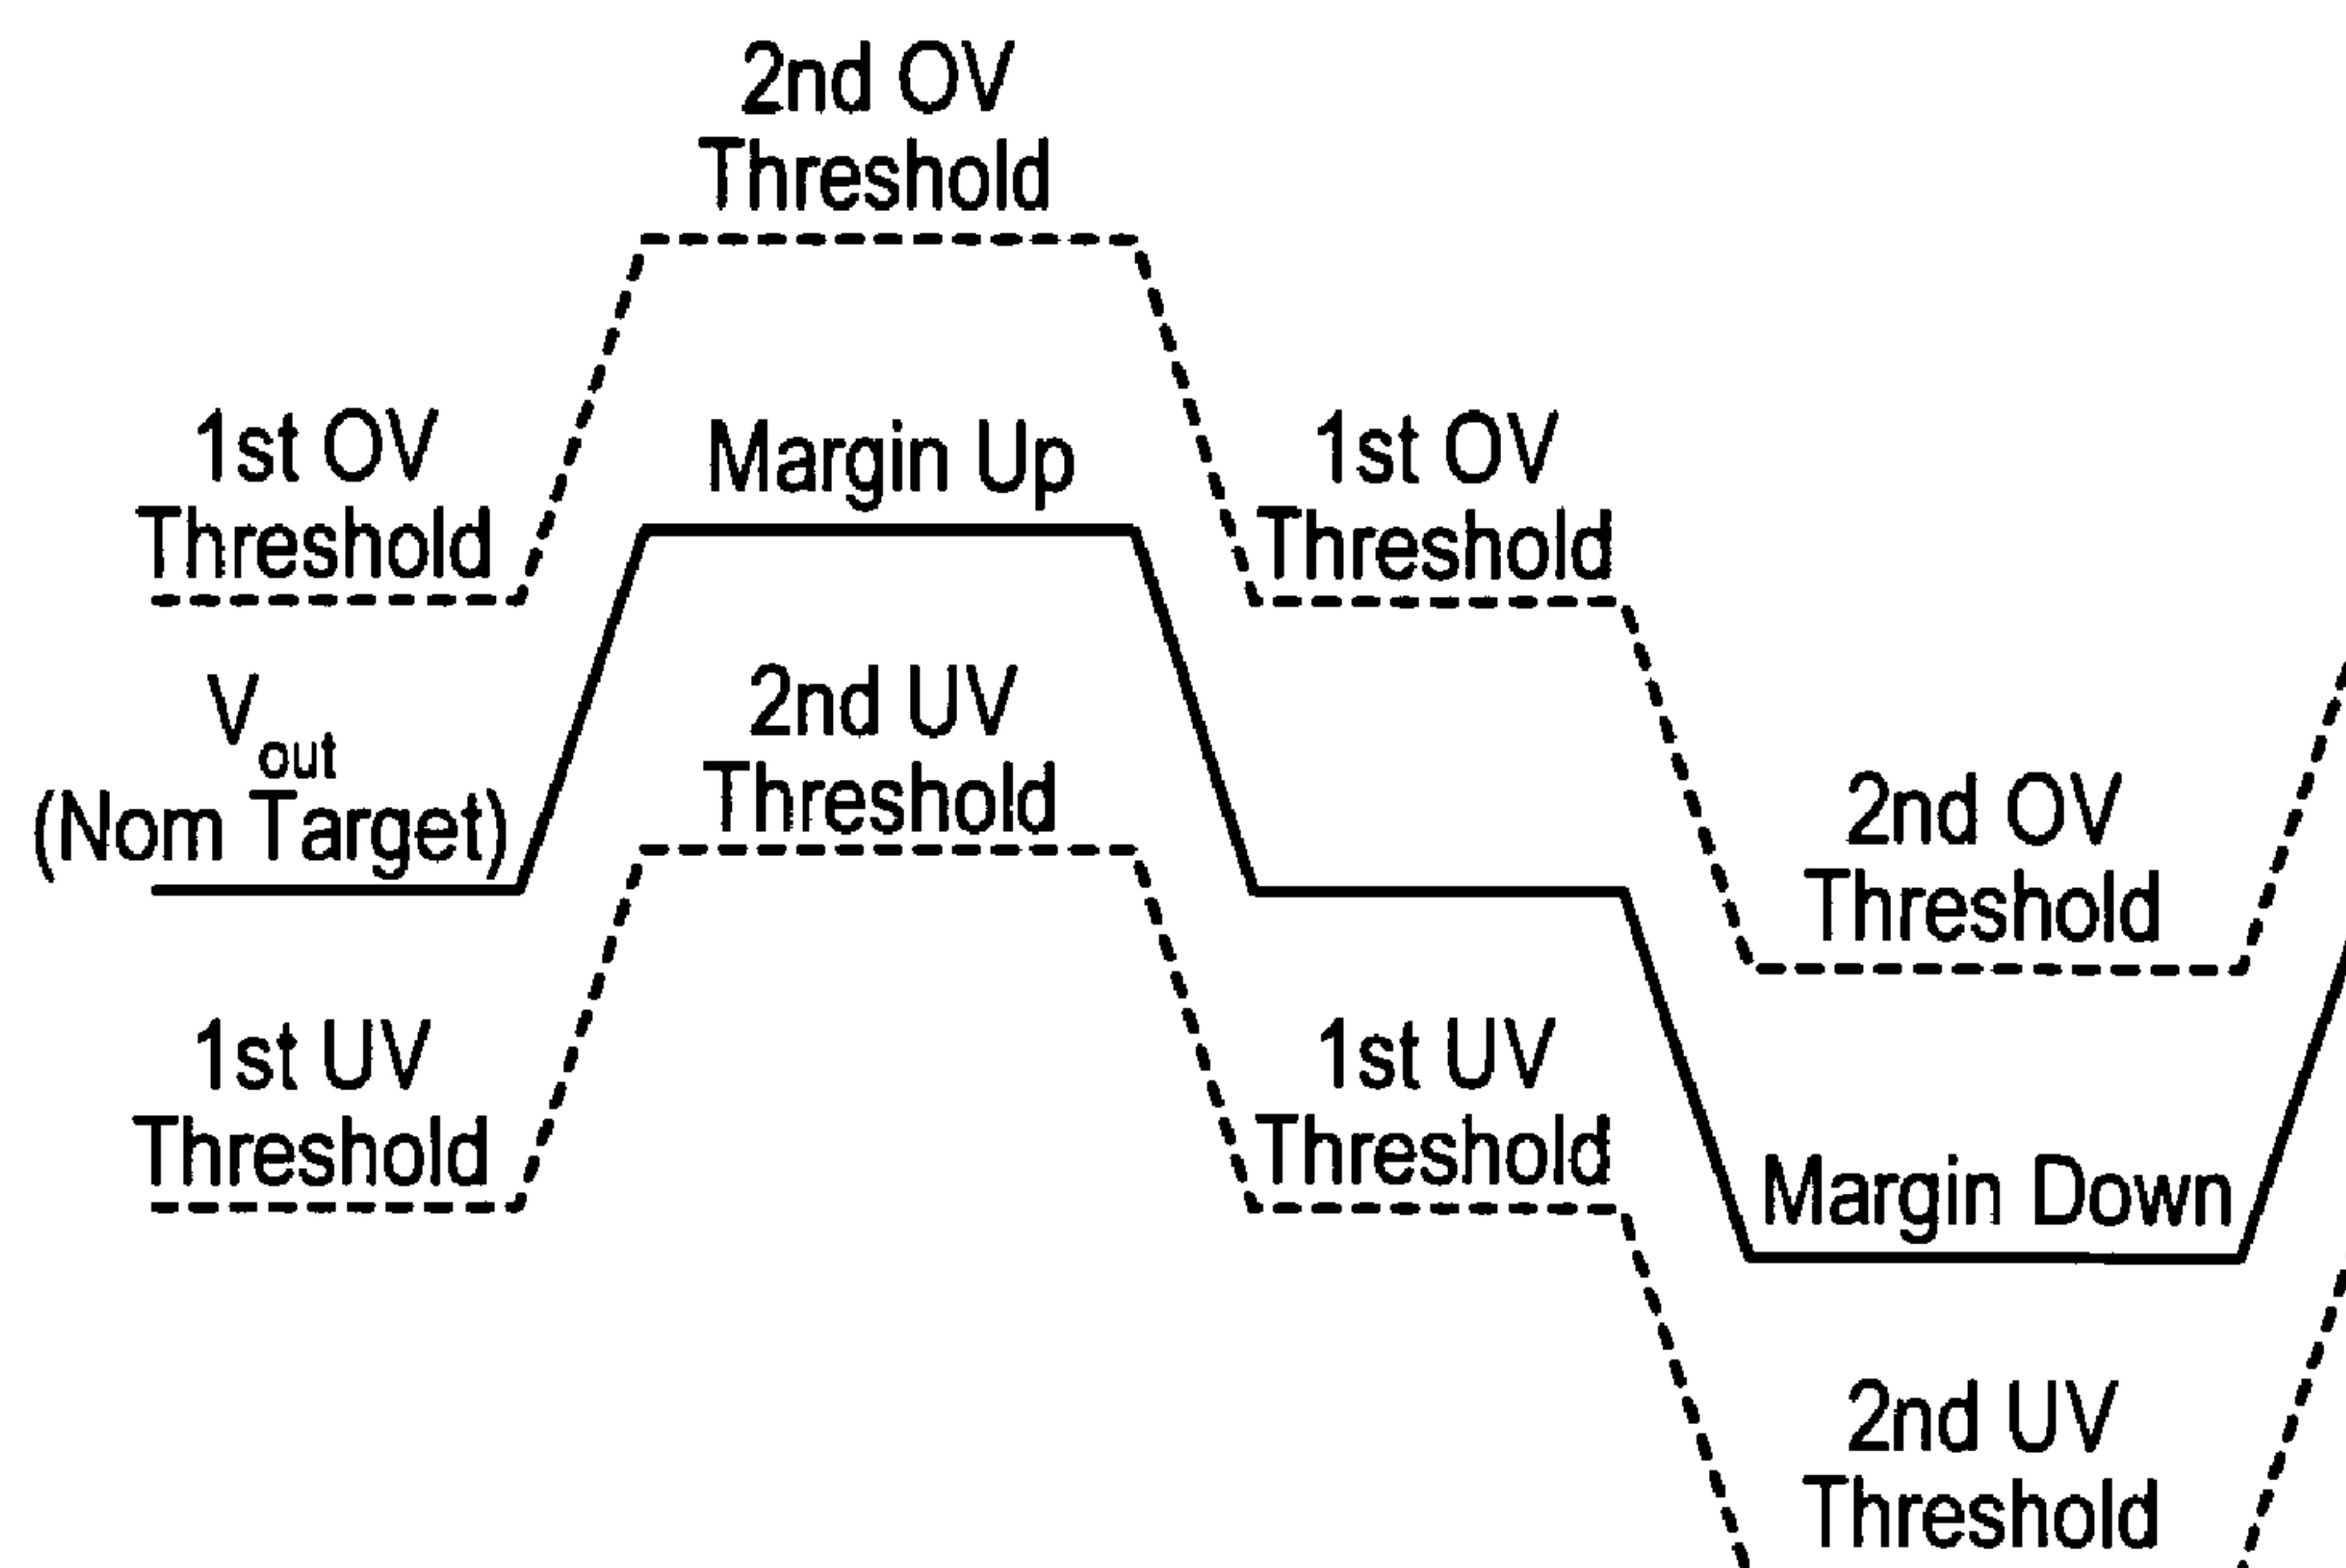 2nd OV
Threshold
1st OV
Threshold
Margin Up
1st OV
Threshold
Vout
(Nom Target)
2nd UV
Threshold
2nd OV
Threshold
1st UV
Threshold
1st UV
Threshold
Margin Down
2nd UV
Threshold